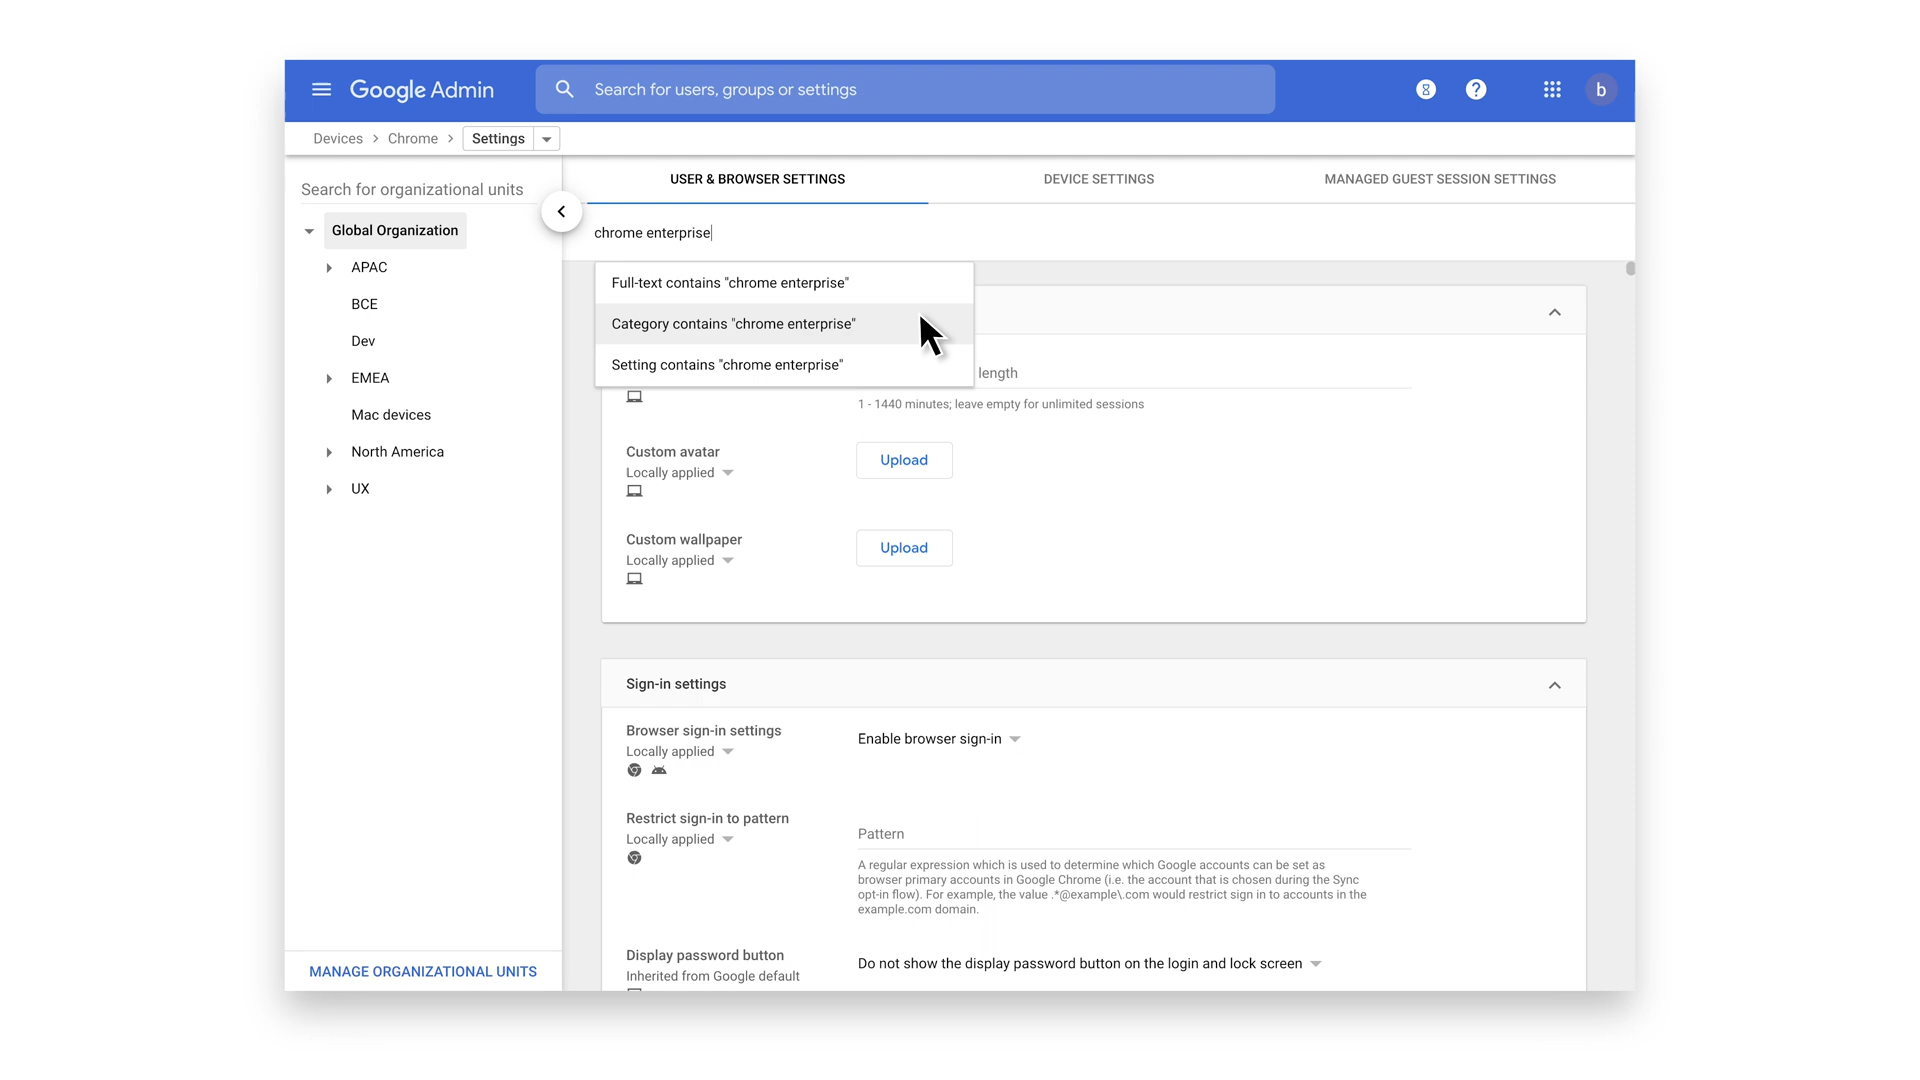 Google Admin
Search for users, groups or settings
b
Devices > Chrome > Settings
Search for organizational units
Global Organization
APAC
BCE
Dev
EMEA
Mac devices
North America
UX
MANAGE ORGANIZATIONAL UNITS
USER & BROWSER SETTINGS
DEVICE SETTINGS
MANAGED GUEST SESSION SETTINGS
chrome enterprise
Full-text contains "chrome enterprise"
Category contains "chrome enterprise"
Setting contains "chrome enterprise"
length
1 - 1440 minutes; leave empty for unlimited sessions
Custom avatar
Locally applied
Upload
Custom wallpaper
Locally applied
Upload
Sign-in settings
Browser sign-in settings
Locally applied
Enable browser sign-in
Restrict sign-in to pattern
Locally applied
Pattern
A regular expression which is used to determine which Google accounts can be set as
browser primary accounts in Google Chrome (i.e. the account that is chosen during the Sync
opt-in flow). For example, the value .*@example\.com would restrict sign in to accounts in the
example.com domain.
Display password button
Inherited from Google default
Do not show the display password button on the login and lock screen